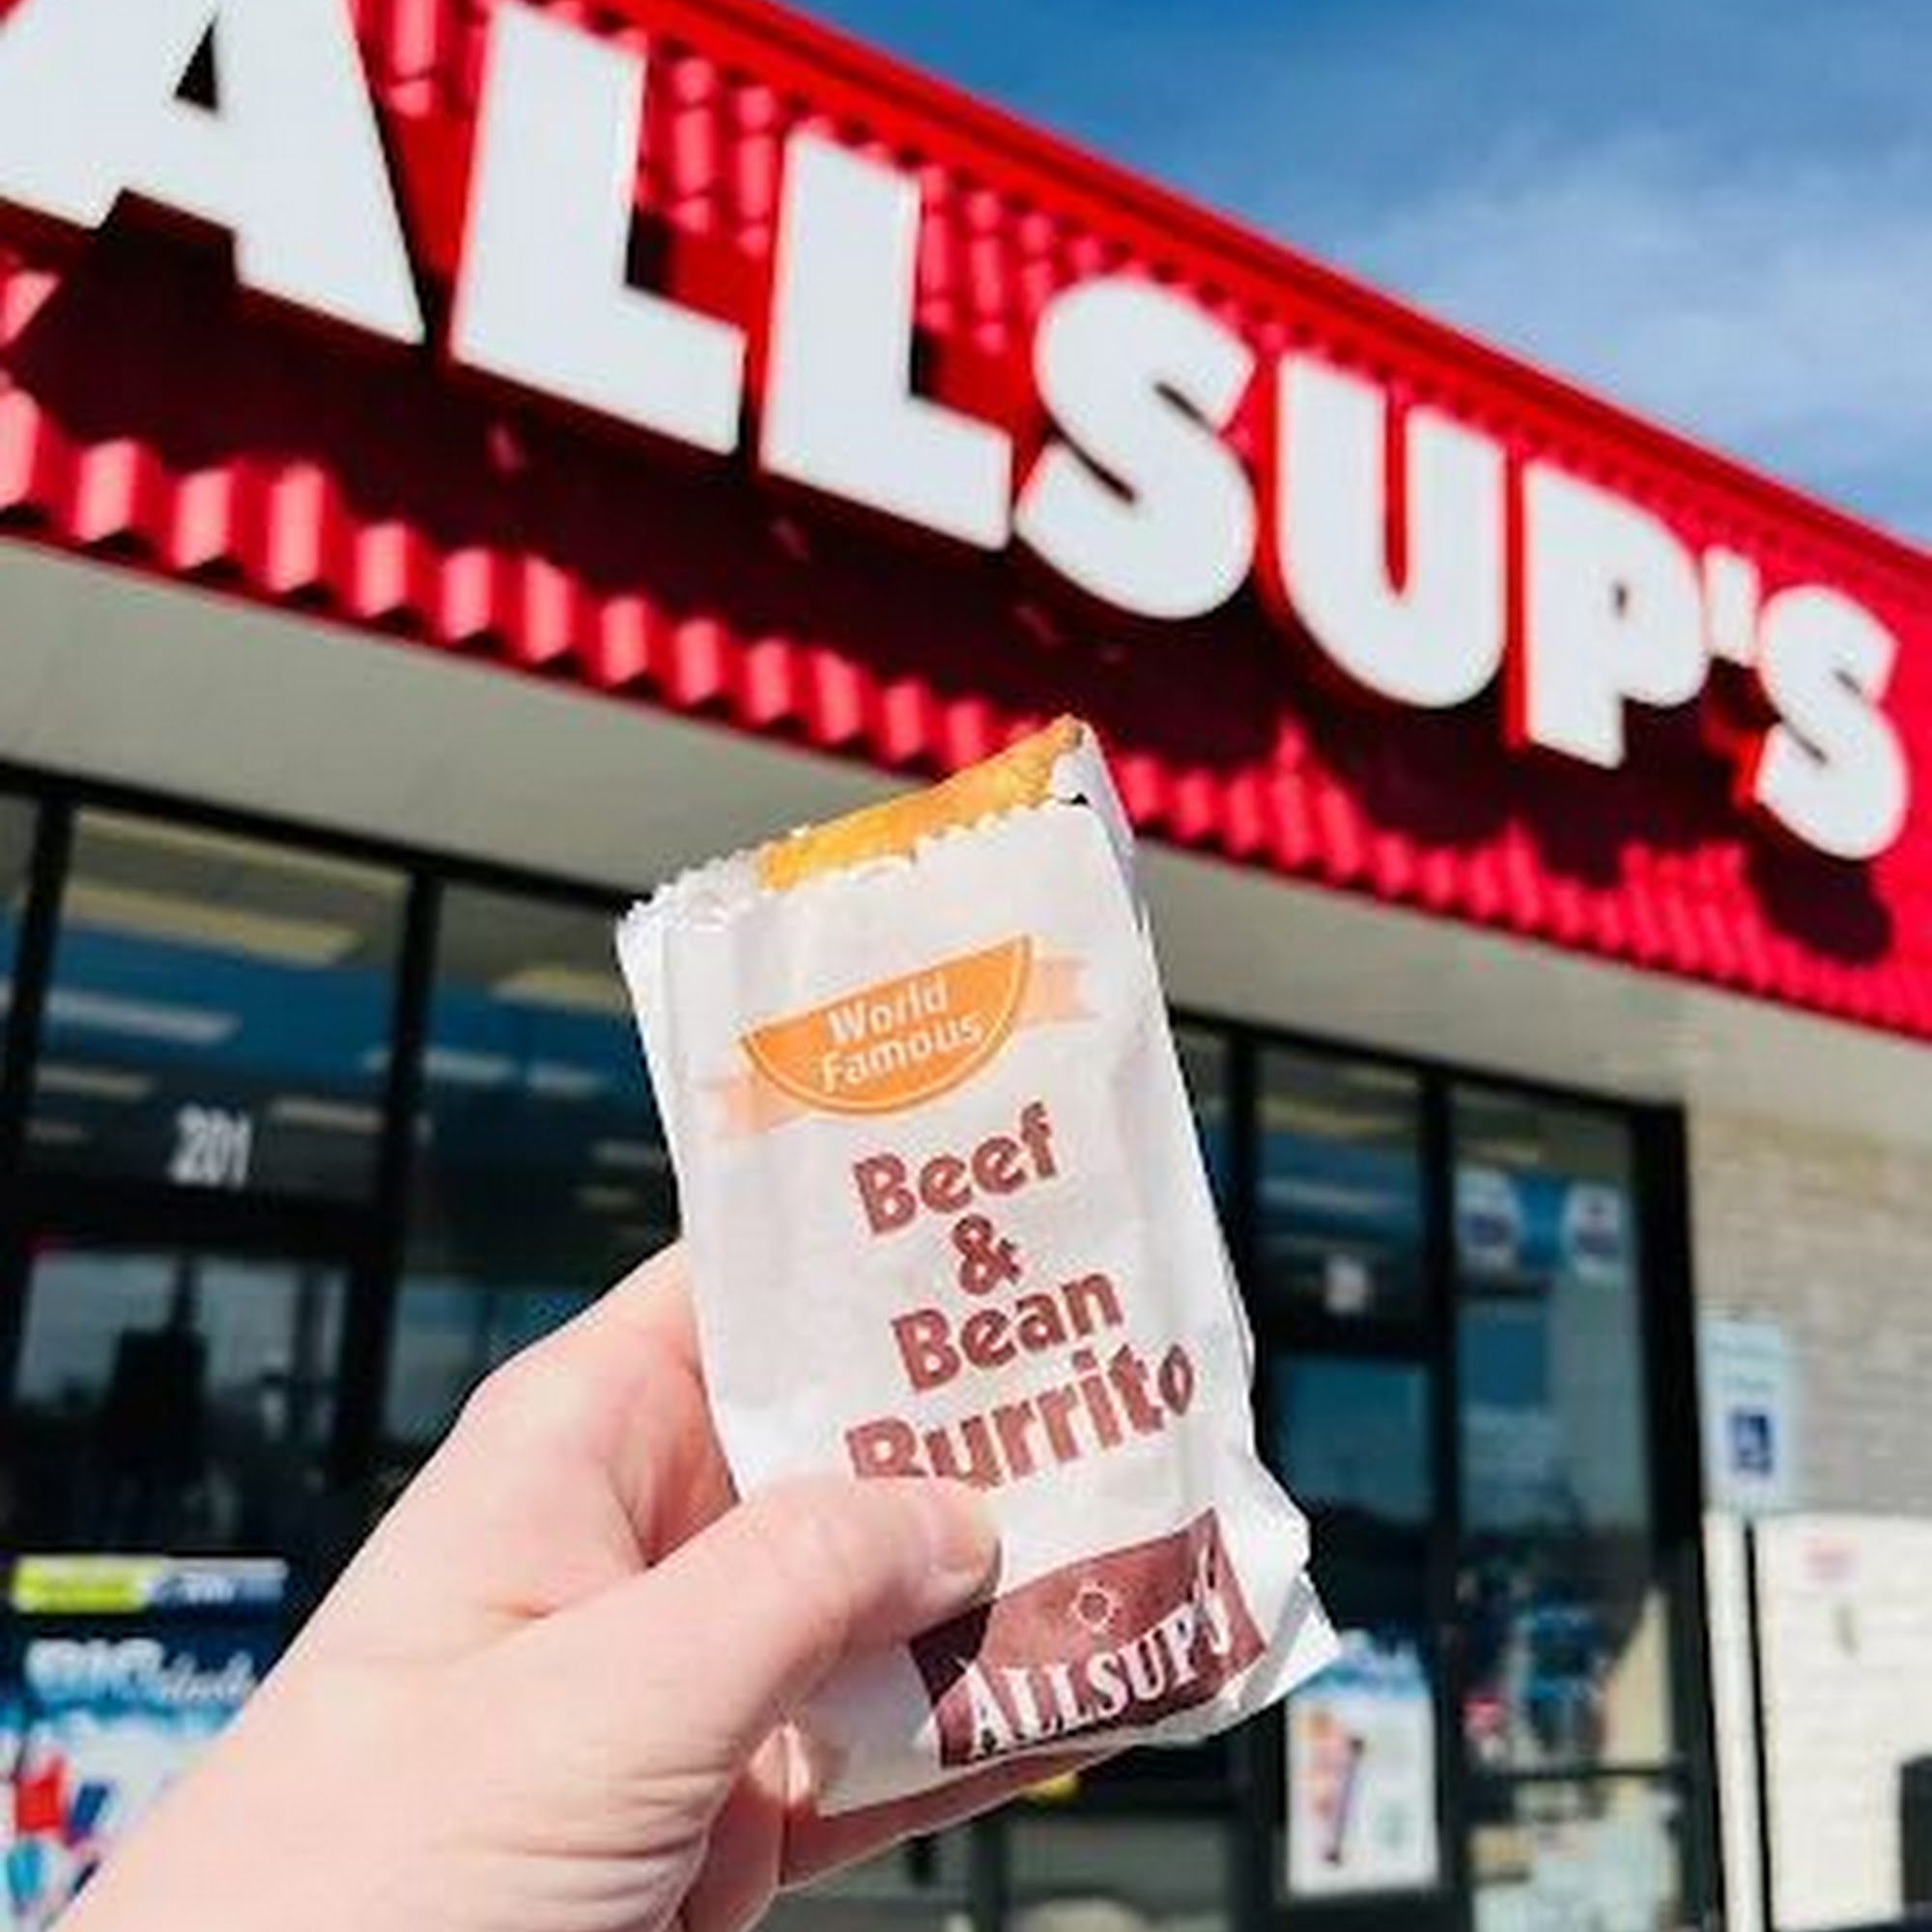 ALLSUP'S
World
Famous
Beef
&
Bean
Burrito
ALLSUP'S
201